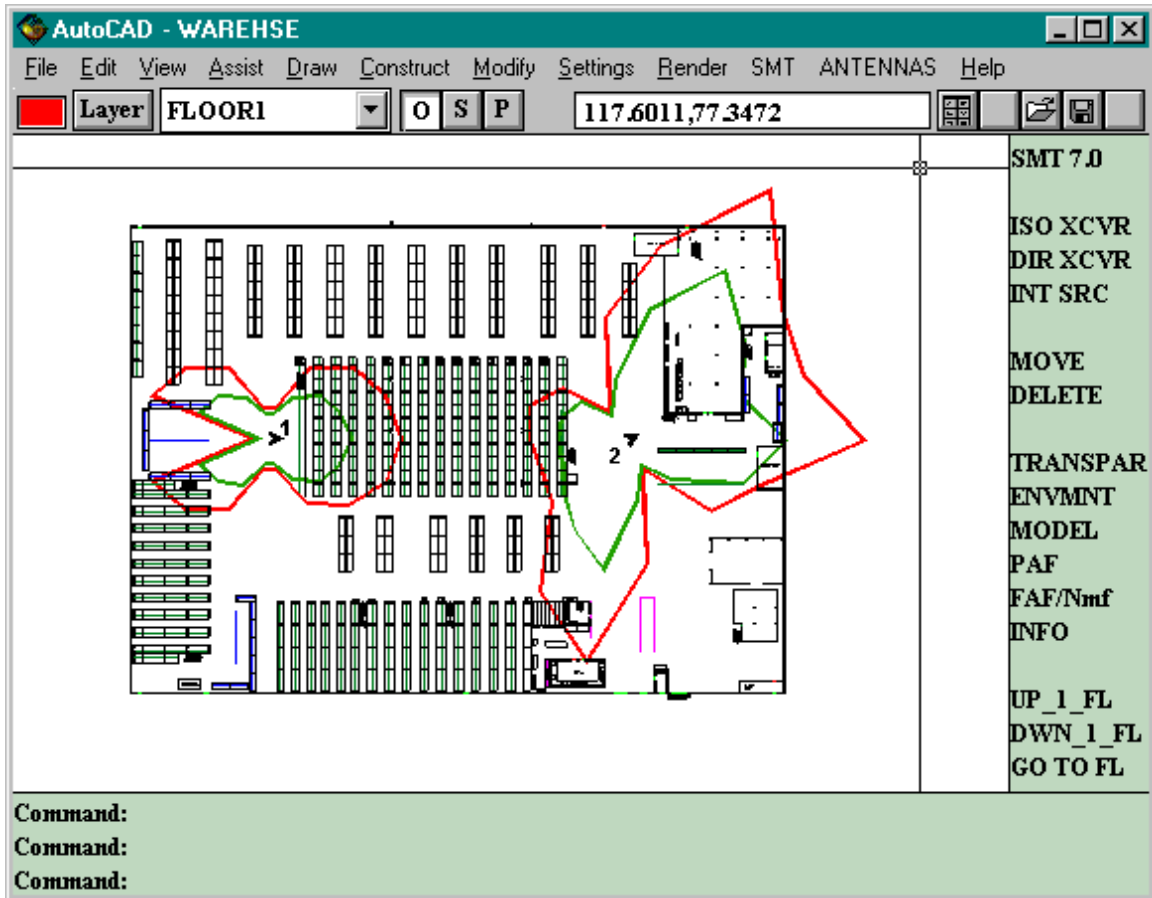 AutoCAD - WAREHSE
File Edit View Assist Draw Construct Modify Settings Render SMT ANTENNAS Help
Layer FLOOR1 O S P 117.6011,77.3472
SMT 7.0
ISO XCVR
DIR XCVR
INT SRC
MOVE
DELETE
TRANSPAR
ENVMNT
MODEL
PAF
FAF/Nmf
INFO
UP_1_FL
DWN_1_FL
GO TO FL
1
2
Command:
Command:
Command: